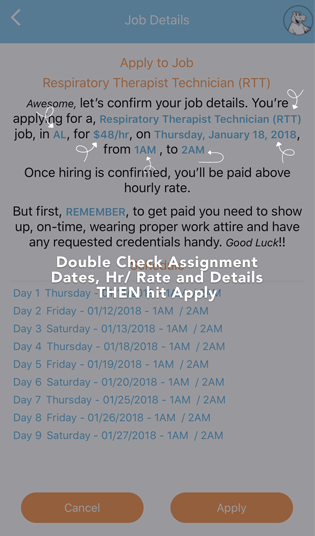 Job Details
Apply to Job
Respiratory Therapist Technician (RTT)
Awesome, let's confirm your job details. You're
applying for a, Respiratory Therapist Technician (RTT)
job, in AL, for $48/hr, on Thursday, January 18, 2018,
from 1AM , to 2AM
Once hiring is confirmed, you'll be paid above
hourly rate.
But first, REMEMBER, to get paid you need to show
up, on-time, wearing proper work attire and have
any requested credentials handy. Good Luck!!
Double Check Assignment
Dates, Hr/ Rate and Details
THEN hit Apply
Day 1 Thursday
Day 2 Friday - 01/12/2018 - 1AM / 2AM
Day 3 Saturday - 01/13/2018 - 1AM / 2AM
Day 4 Thursday - 01/18/2018 - 1AM / 2AM
Day 5 Friday - 01/19/2018 - 1AM / 2AM
Day 6 Saturday - 01/20/2018 - 1AM / 2AM
Day 7 Thursday - 01/25/2018 - 1AM / 2AM
Day 8 Friday - 01/26/2018 - 1AM / 2AM
Day 9 Saturday - 01/27/2018 - 1AM / 2AM
Cancel
Apply